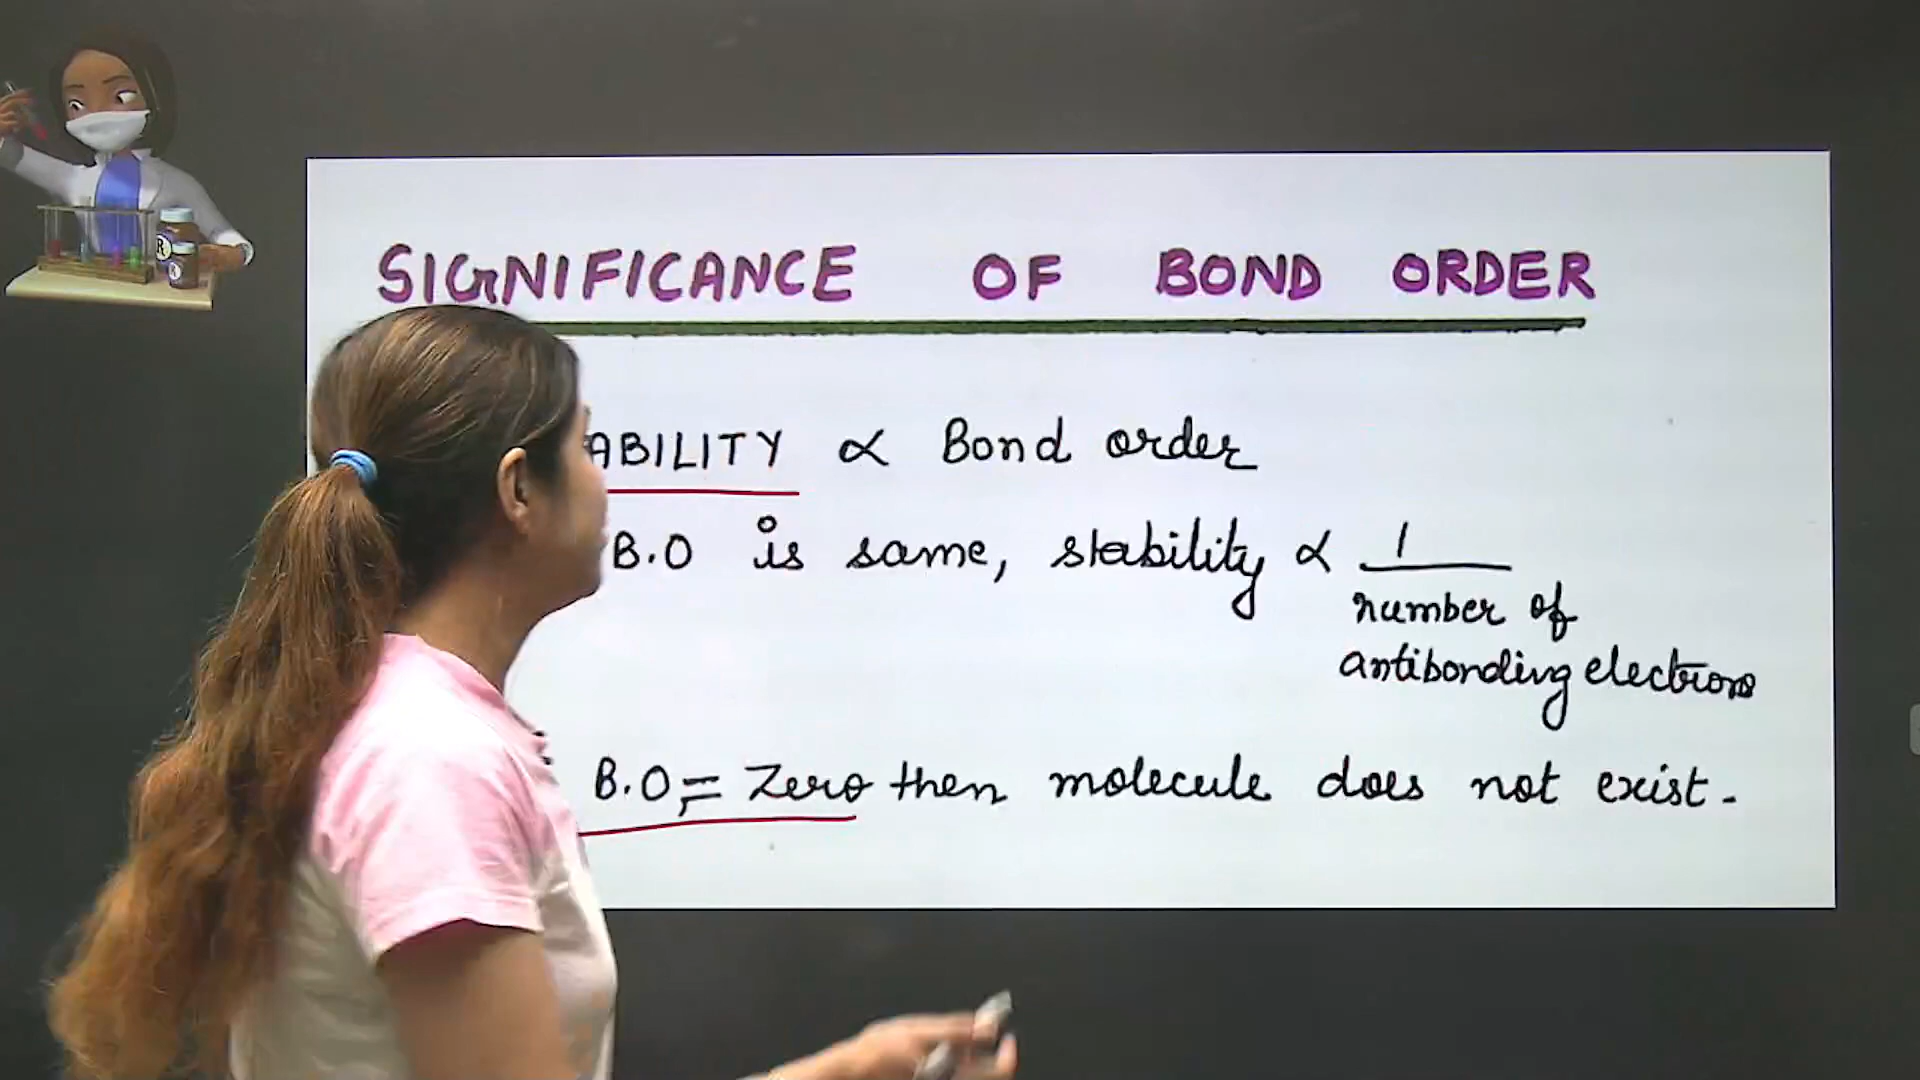 SIGNIFICANCE OF BOND ORDER
ABILITY ∝ Bond order
B.O is same, stability ∝ 1
number of
antibonding electrons
B.O = Zero then molecule does not exist.